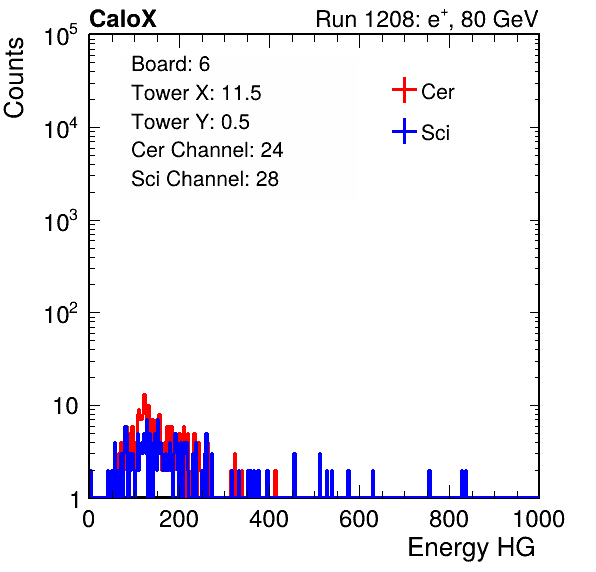 CaloX Run 1208: e⁺, 80 GeV
Counts
10⁵
10⁴
10³
10²
10
1
Board: 6
Tower X: 11.5
Tower Y: 0.5
Cer Channel: 24
Sci Channel: 28
Cer
Sci
0 200 400 600 800 1000
Energy HG